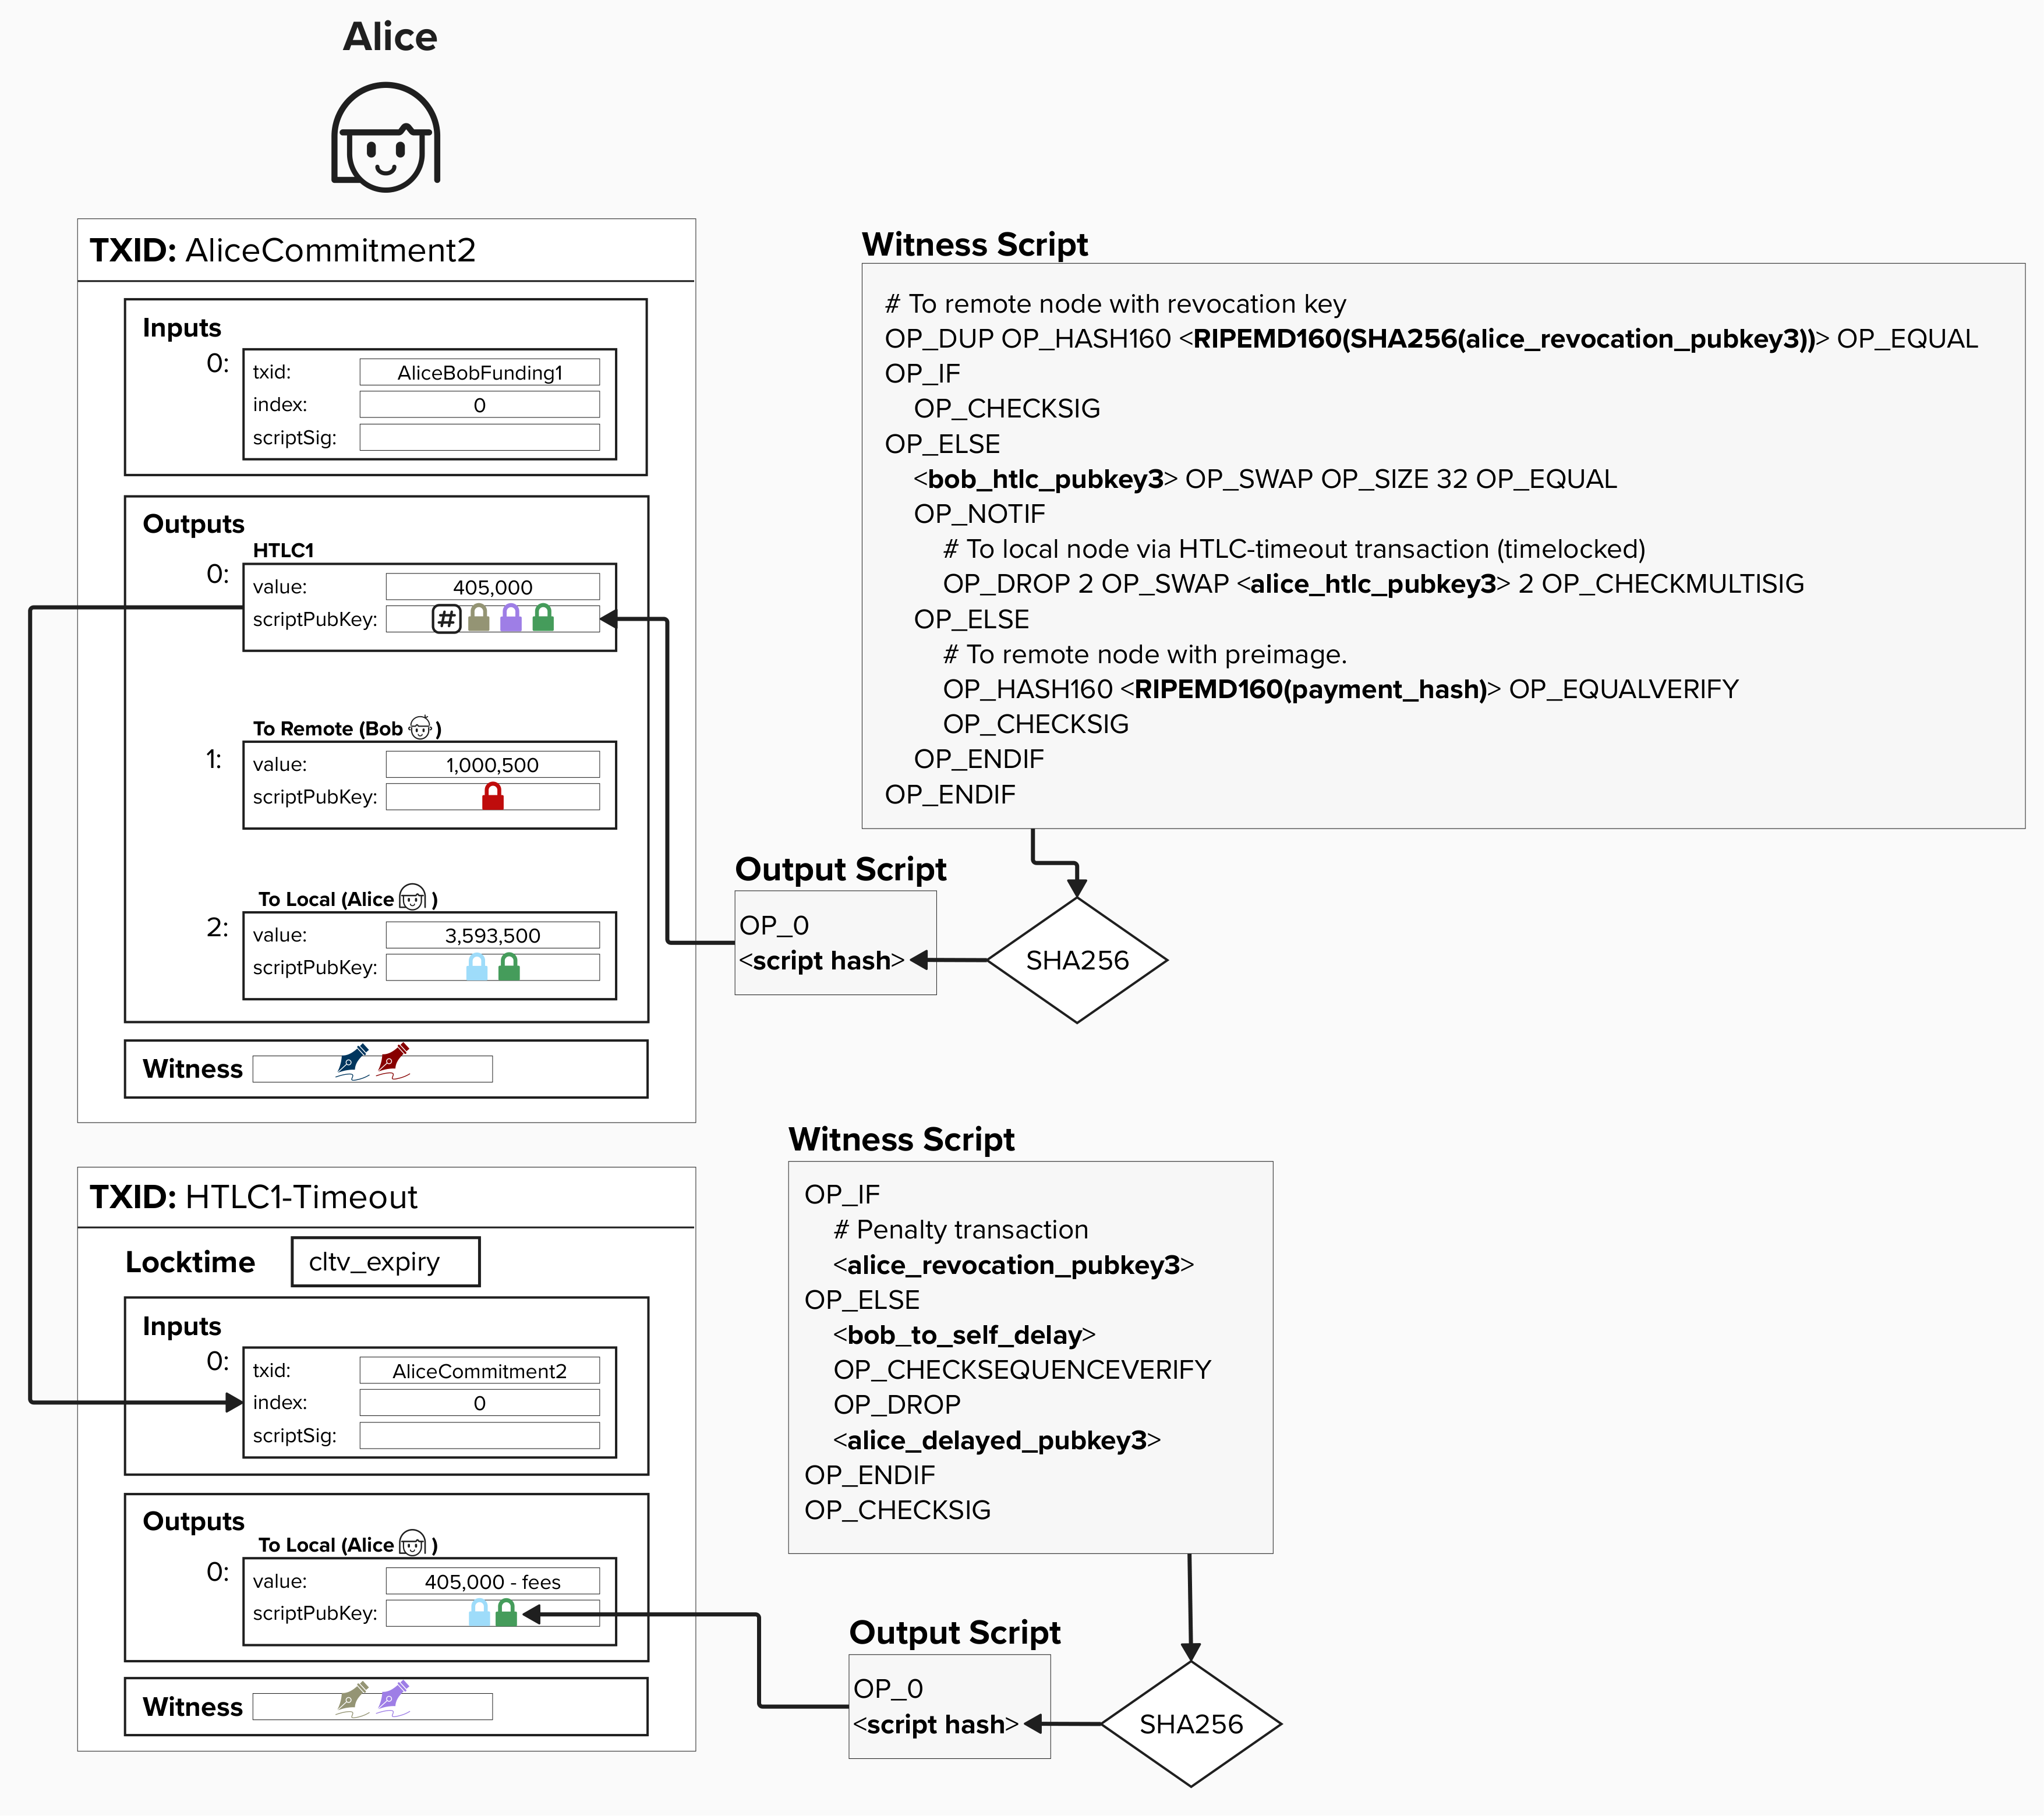 Alice
TXID: AliceCommitment2
Inputs
0:
txid: AliceBobFunding1
index: 0
scriptSig:
Outputs
HTLC1
0:
value: 405,000
scriptPubKey: #
To Remote (Bob )
1:
value: 1,000,500
scriptPubKey:
To Local (Alice )
2:
value: 3,593,500
scriptPubKey:
Witness
Witness Script
# To remote node with revocation key
OP_DUP OP_HASH160 <RIPEMD160(SHA256(alice_revocation_pubkey3))> OP_EQUAL
OP_IF
OP_CHECKSIG
OP_ELSE
<bob_htlc_pubkey3> OP_SWAP OP_SIZE 32 OP_EQUAL
OP_NOTIF
# To local node via HTLC-timeout transaction (timelocked)
OP_DROP 2 OP_SWAP <alice_htlc_pubkey3> 2 OP_CHECKMULTISIG
OP_ELSE
# To remote node with preimage.
OP_HASH160 <RIPEMD160(payment_hash)> OP_EQUALVERIFY
OP_CHECKSIG
OP_ENDIF
OP_ENDIF
Output Script
OP_0
<script hash>
SHA256
TXID: HTLC1-Timeout
Locktime cltv_expiry
Inputs
0:
txid: AliceCommitment2
index: 0
scriptSig:
Outputs
To Local (Alice )
0:
value: 405,000 - fees
scriptPubKey:
Witness
Witness Script
OP_IF
# Penalty transaction
<alice_revocation_pubkey3>
OP_ELSE
<bob_to_self_delay>
OP_CHECKSEQUENCEVERIFY
OP_DROP
<alice_delayed_pubkey3>
OP_ENDIF
OP_CHECKSIG
Output Script
OP_0
<script hash>
SHA256